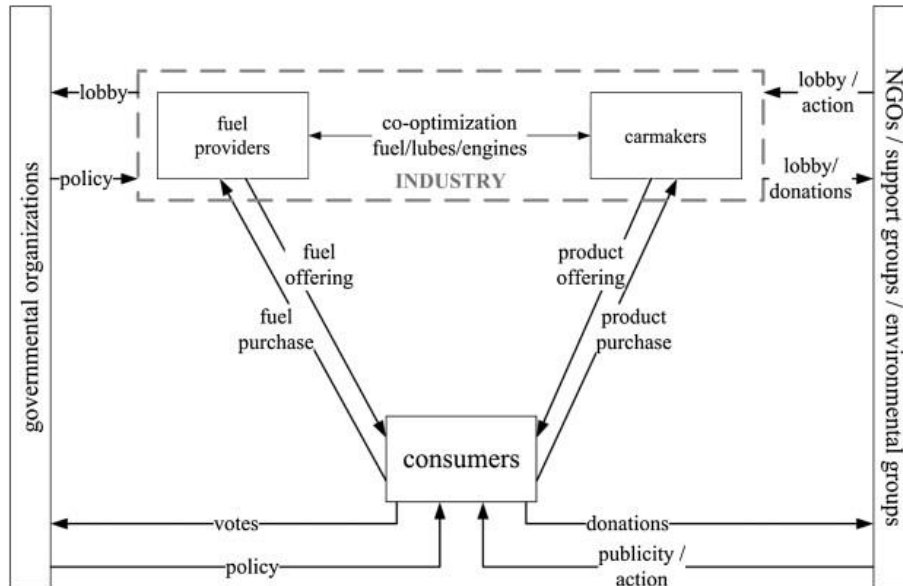 governmental organizations
lobby
policy
fuel
providers
co-optimization
fuel/lubes/engines
INDUSTRY
carmakers
lobby /
action
lobby/
donations
NGOs / support groups / environmental groups
fuel
offering
fuel
purchase
product
offering
product
purchase
consumers
votes
donations
policy
publicity /
action